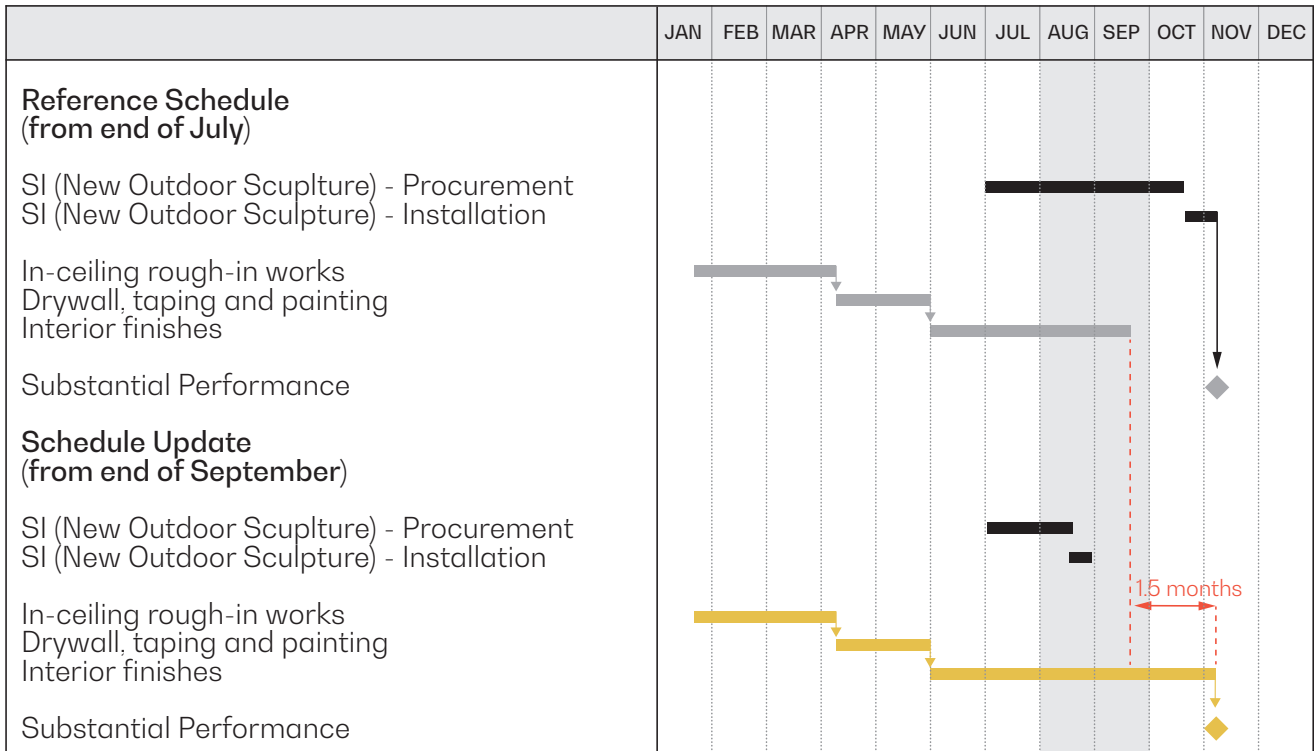 JAN FEB MAR APR MAY JUN JUL AUG SEP OCT NOV DEC
Reference Schedule
(from end of July)
SI (New Outdoor Scuplture) - Procurement
SI (New Outdoor Sculpture) - Installation
In-ceiling rough-in works
Drywall, taping and painting
Interior finishes
Substantial Performance
Schedule Update
(from end of September)
SI (New Outdoor Scuplture) - Procurement
SI (New Outdoor Sculpture) - Installation
1.5 months
In-ceiling rough-in works
Drywall, taping and painting
Interior finishes
Substantial Performance